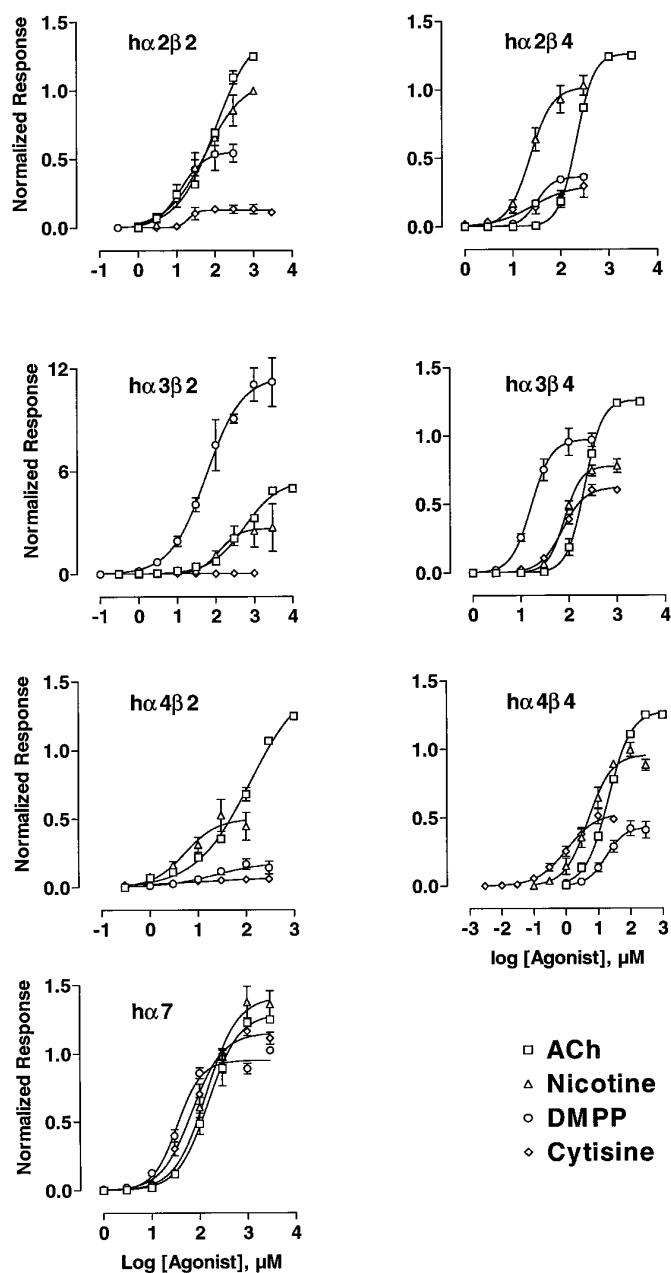 hα2β2
Normalized Response
1.5
1.0
0.5
0.0
-1 0 1 2 3 4
hα2β4
1.5
1.0
0.5
0.0
0 1 2 3 4
hα3β2
Normalized Response
12
6
0
-1 0 1 2 3 4
hα3β4
1.5
1.0
0.5
0.0
0 1 2 3 4
hα4β2
Normalized Response
1.5
1.0
0.5
0.0
-1 0 1 2 3
hα4β4
1.5
1.0
0.5
0.0
-3 -2 -1 0 1 2 3
log [Agonist], µM
hα7
Normalized Response
1.5
1.0
0.5
0.0
0 1 2 3 4
Log [Agonist], µM
ACh
Nicotine
DMPP
Cytisine